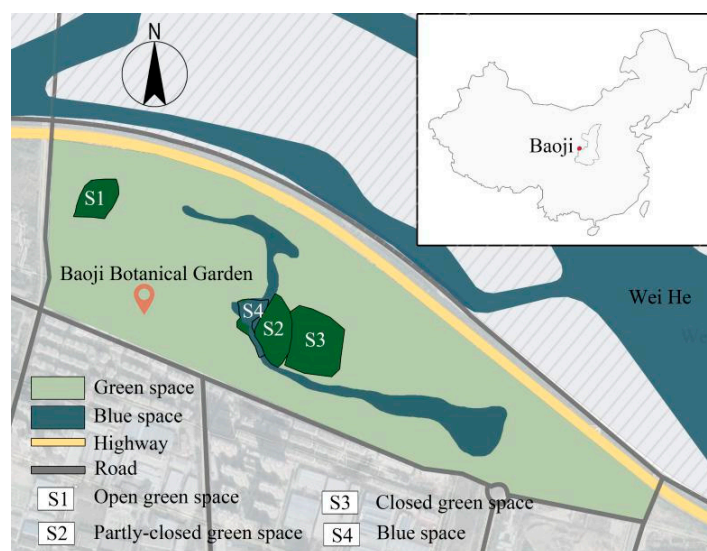 N
Baoji
S1
Baoji Botanical Garden
Wei He
S4
S2
S3
Green space
Blue space
Highway
Road
S1 Open green space
S3 Closed green space
S2 Partly-closed green space
S4 Blue space